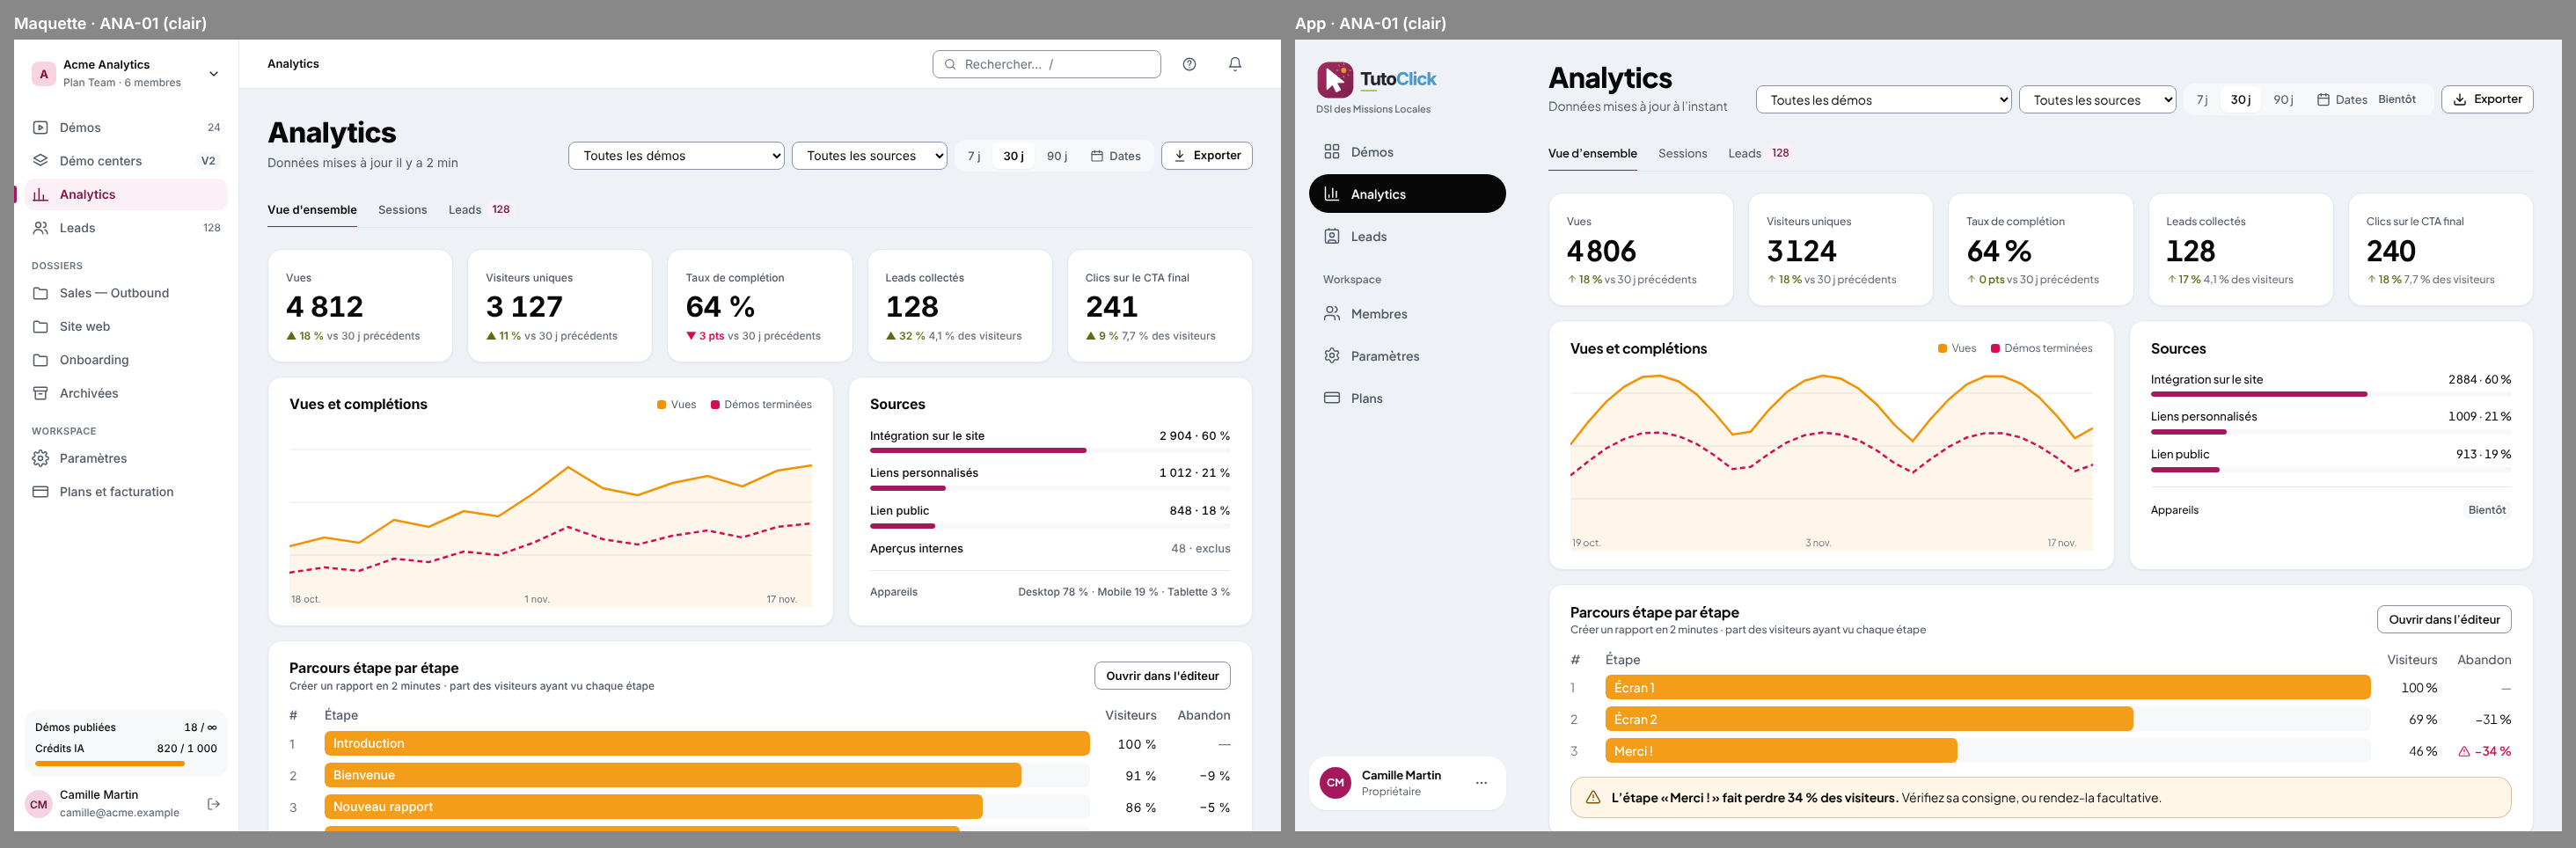 Maquette · ANA-01 (clair)
A
Acme Analytics
Plan Team · 6 membres
Démos 24
Démo centers V2
Analytics
Leads 128
DOSSIERS
Sales — Outbound
Site web
Onboarding
Archivées
WORKSPACE
Paramètres
Plans et facturation
Démos publiées 18 / ∞
Crédits IA 820 / 1 000
CM
Camille Martin
camille@acme.example
Analytics
Rechercher... /
Analytics
Données mises à jour il y a 2 min
Toutes les démos
Toutes les sources
7 j 30 j 90 j Dates
Exporter
Vue d'ensemble Sessions Leads 128
Vues
4 812
▲ 18 % vs 30 j précédents
Visiteurs uniques
3 127
▲ 11 % vs 30 j précédents
Taux de complétion
64 %
▼ 3 pts vs 30 j précédents
Leads collectés
128
▲ 32 % 4,1 % des visiteurs
Clics sur le CTA final
241
▲ 9 % 7,7 % des visiteurs
Vues et complétions
Vues Démos terminées
18 oct. 1 nov. 17 nov.
Sources
Intégration sur le site 2 904 · 60 %
Liens personnalisés 1 012 · 21 %
Lien public 848 · 18 %
Aperçus internes 48 · exclus
Appareils Desktop 78 % · Mobile 19 % · Tablette 3 %
Parcours étape par étape
Créer un rapport en 2 minutes · part des visiteurs ayant vu chaque étape
Ouvrir dans l'éditeur
# Étape Visiteurs Abandon
1 Introduction 100 % —
2 Bienvenue 91 % −9 %
3 Nouveau rapport 86 % −5 %
App · ANA-01 (clair)
TutoClick
DSI des Missions Locales
Démos
Analytics
Leads
Workspace
Membres
Paramètres
Plans
CM
Camille Martin
Propriétaire
Analytics
Données mises à jour à l’instant
Toutes les démos
Toutes les sources
7 j 30 j 90 j Dates Bientôt
Exporter
Vue d’ensemble Sessions Leads 128
Vues
4 806
↑ 18 % vs 30 j précédents
Visiteurs uniques
3 124
↑ 18 % vs 30 j précédents
Taux de complétion
64 %
↑ 0 pts vs 30 j précédents
Leads collectés
128
↑ 17 % 4,1 % des visiteurs
Clics sur le CTA final
240
↑ 18 % 7,7 % des visiteurs
Vues et complétions
Vues Démos terminées
19 oct. 3 nov. 17 nov.
Sources
Intégration sur le site 2 884 · 60 %
Liens personnalisés 1 009 · 21 %
Lien public 913 · 19 %
Appareils Bientôt
Parcours étape par étape
Créer un rapport en 2 minutes · part des visiteurs ayant vu chaque étape
Ouvrir dans l’éditeur
# Étape Visiteurs Abandon
1 Écran 1 100 % —
2 Écran 2 69 % −31 %
3 Merci ! 46 % −34 %
L’étape « Merci ! » fait perdre 34 % des visiteurs. Vérifiez sa consigne, ou rendez-la facultative.